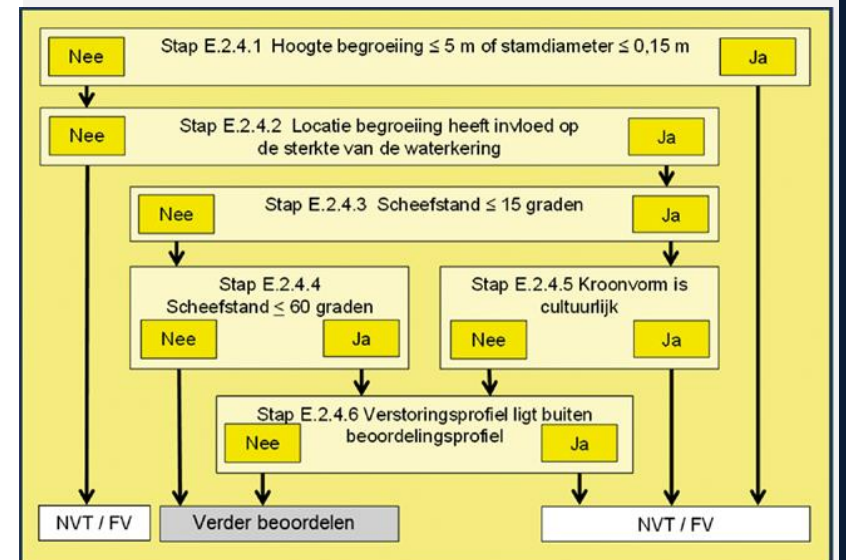 Stap E.2.4.1 Hoogte begroeiing ≤ 5 m of stamdiameter ≤ 0,15 m
Nee
Ja
Stap E.2.4.2 Locatie begroeiing heeft invloed op
de sterkte van de waterkering
Nee
Ja
Stap E.2.4.3 Scheefstand ≤ 15 graden
Nee
Ja
Stap E.2.4.4
Scheefstand ≤ 60 graden
Nee
Ja
Stap E.2.4.5 Kroonvorm is
cultuurlijk
Nee
Ja
Stap E.2.4.6 Verstoringsprofiel ligt buiten
beoordelingsprofiel
Nee
Ja
NVT / FV
Verder beoordelen
NVT / FV